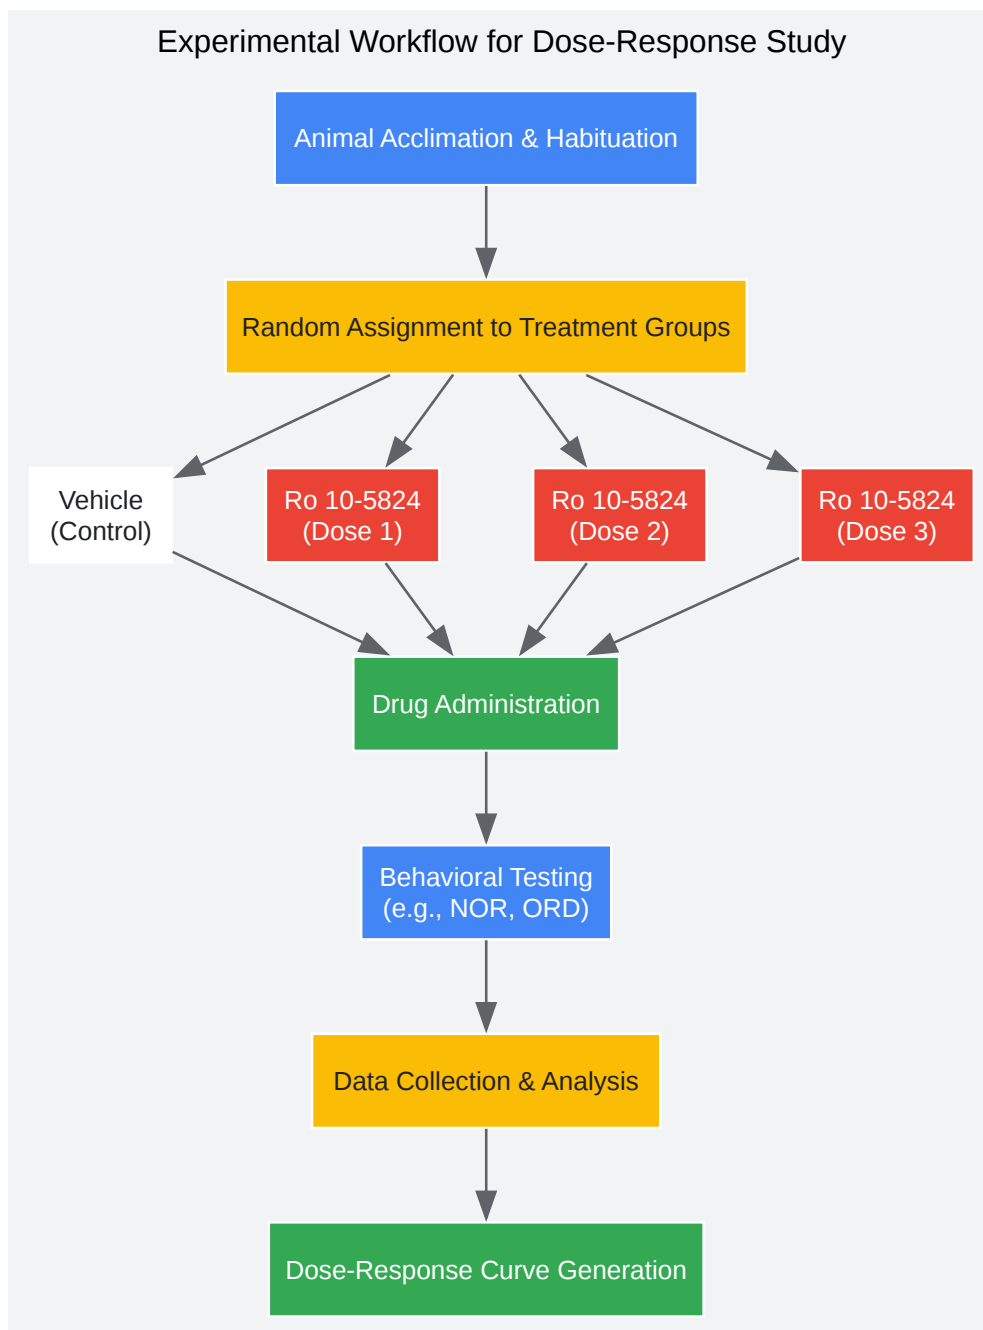 Experimental Workflow for Dose-Response Study
Animal Acclimation & Habituation
Random Assignment to Treatment Groups
Vehicle
(Control)
Ro 10-5824
(Dose 1)
Ro 10-5824
(Dose 2)
Ro 10-5824
(Dose 3)
Drug Administration
Behavioral Testing
(e.g., NOR, ORD)
Data Collection & Analysis
Dose-Response Curve Generation